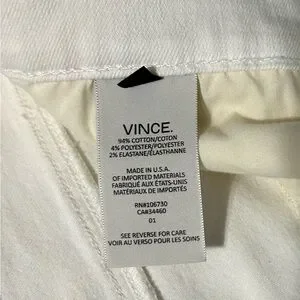 VINCE.
94% COTTON/COTON
4% POLYESTER/POLYESTER
2% ELASTANE/ÉLASTHANNE
MADE IN U.S.A.
OF IMPORTED MATERIALS
FABRIQUÉ AUX ÉTATS-UNIS
MATÉRIAUX DE IMPORTÉS
RN#106730
CA#34460
01
SEE REVERSE FOR CARE
VOIR AU VERSO POUR LES SOINS